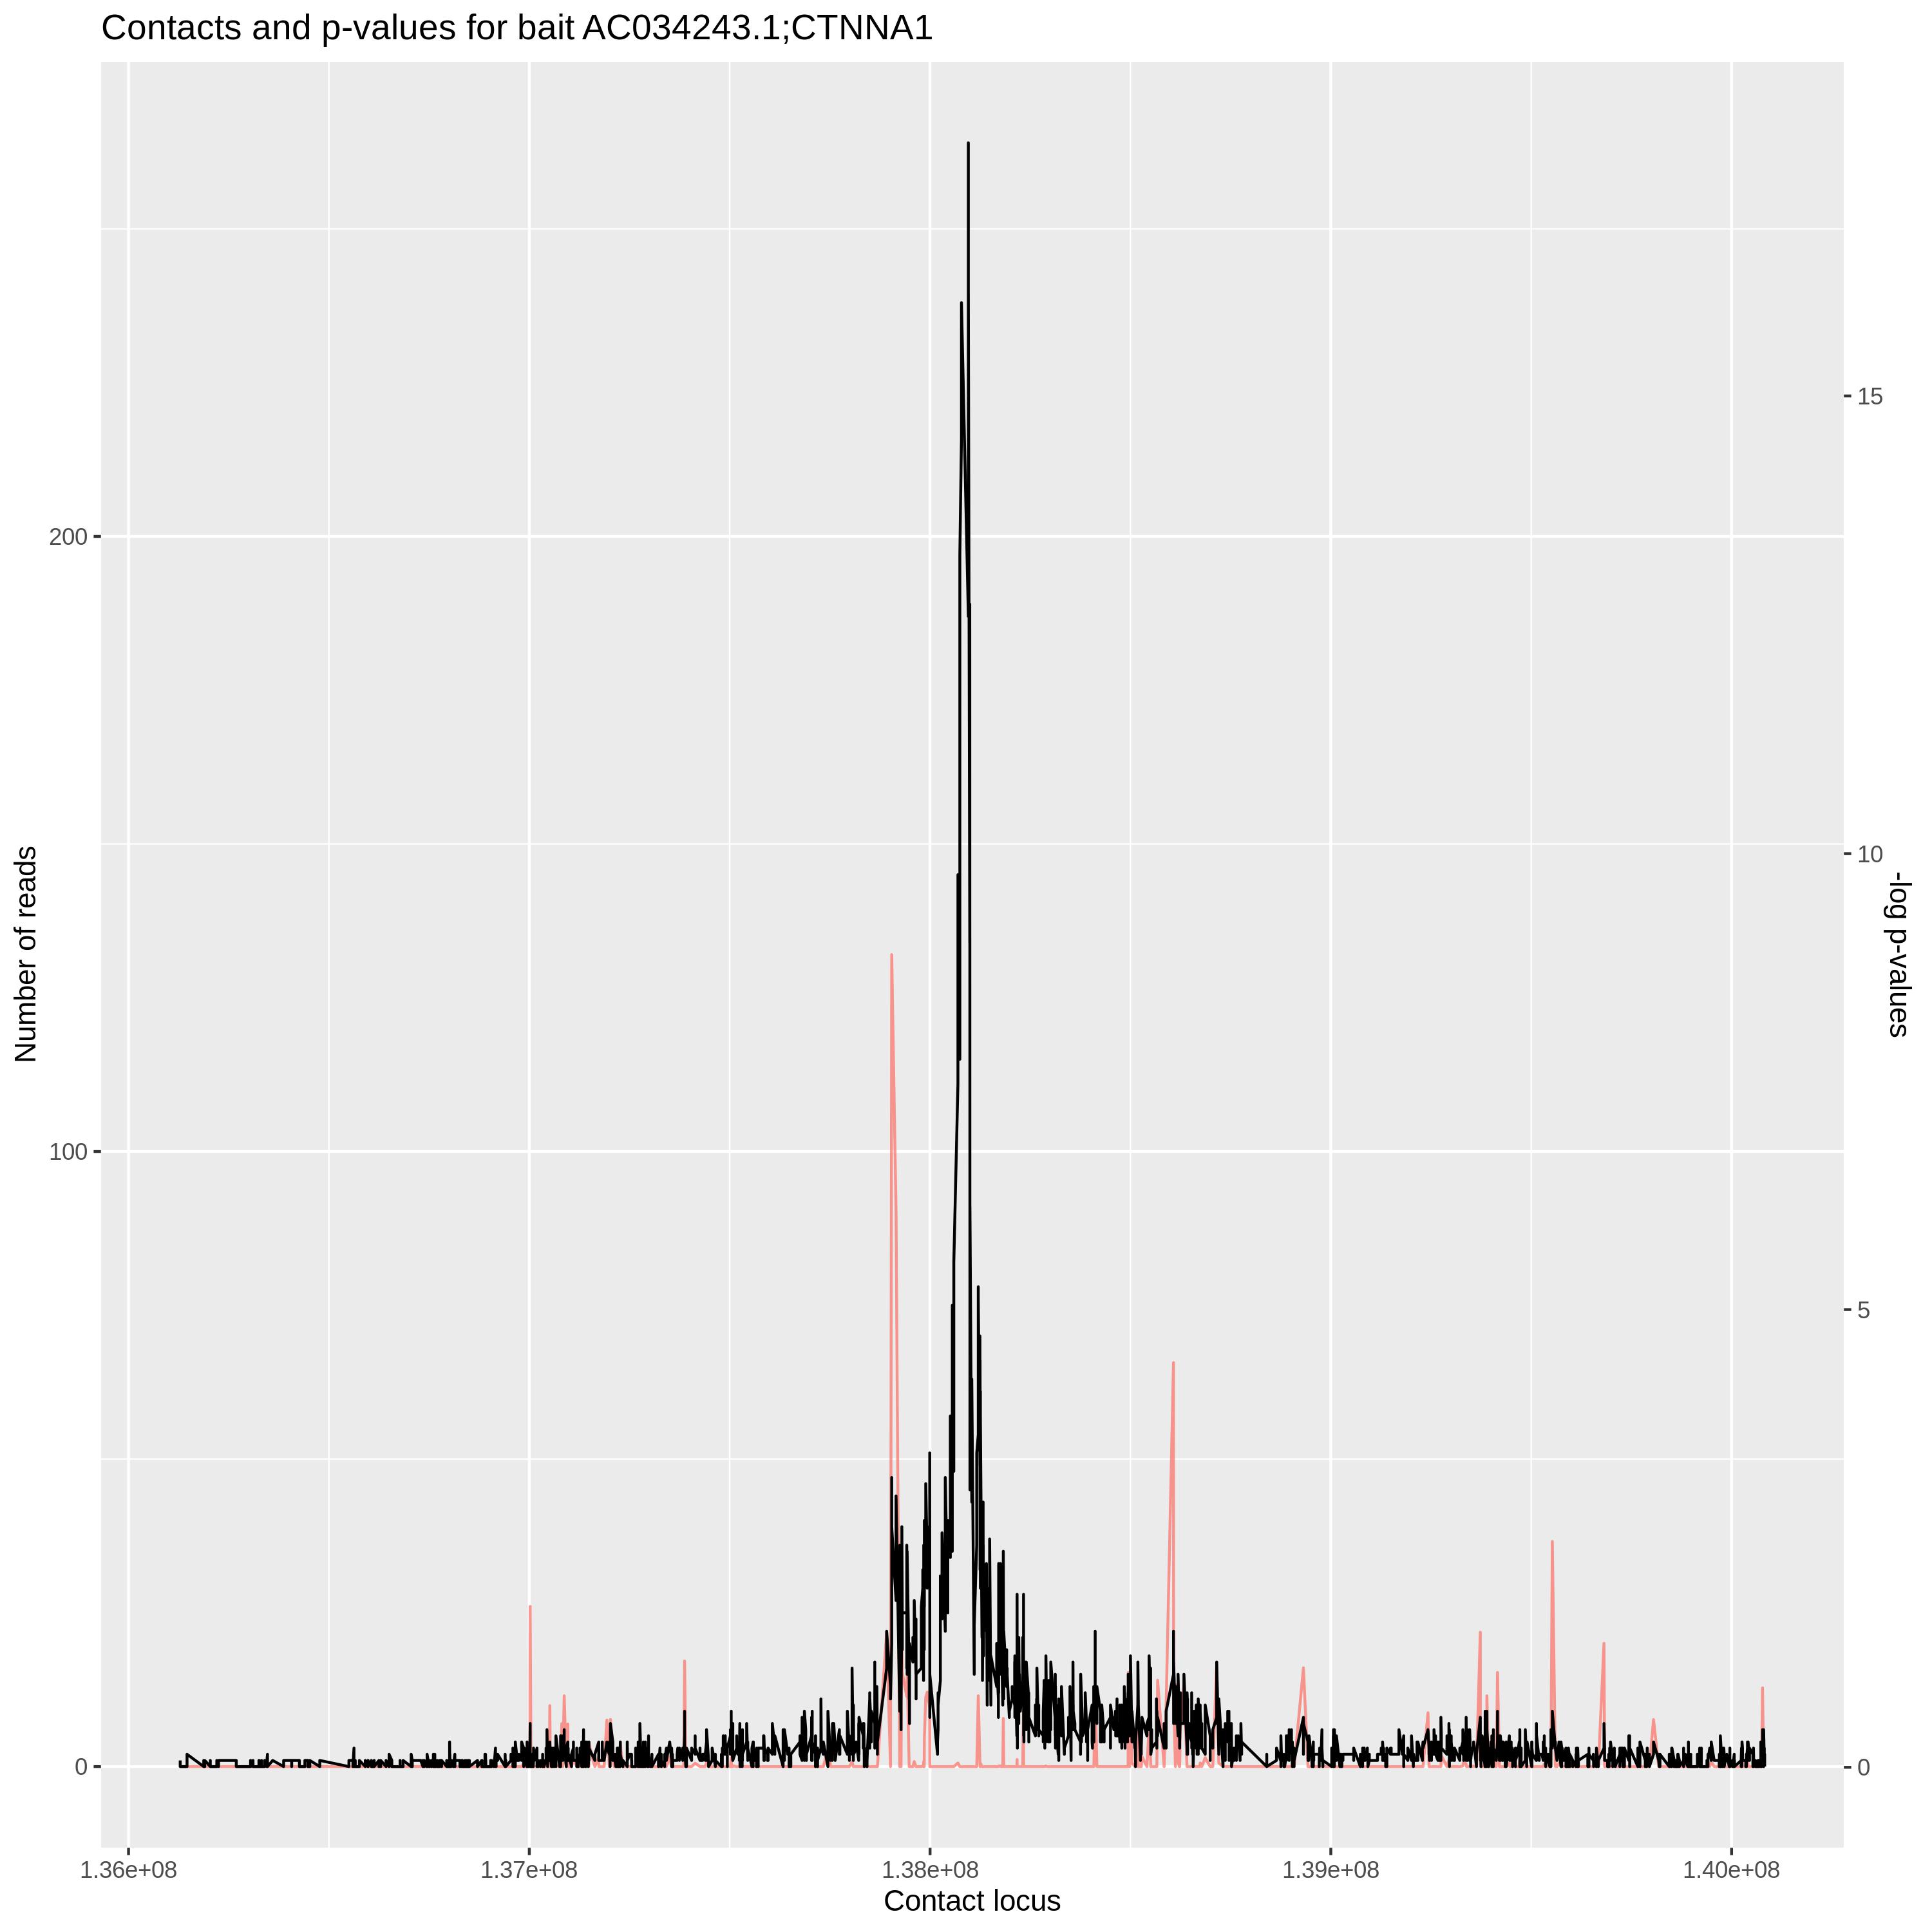 Contacts and p-values for bait AC034243.1;CTNNA1
Number of reads
200
100
0
15
10
5
0
-log p-values
1.36e+08
1.37e+08
1.38e+08
1.39e+08
1.40e+08
Contact locus